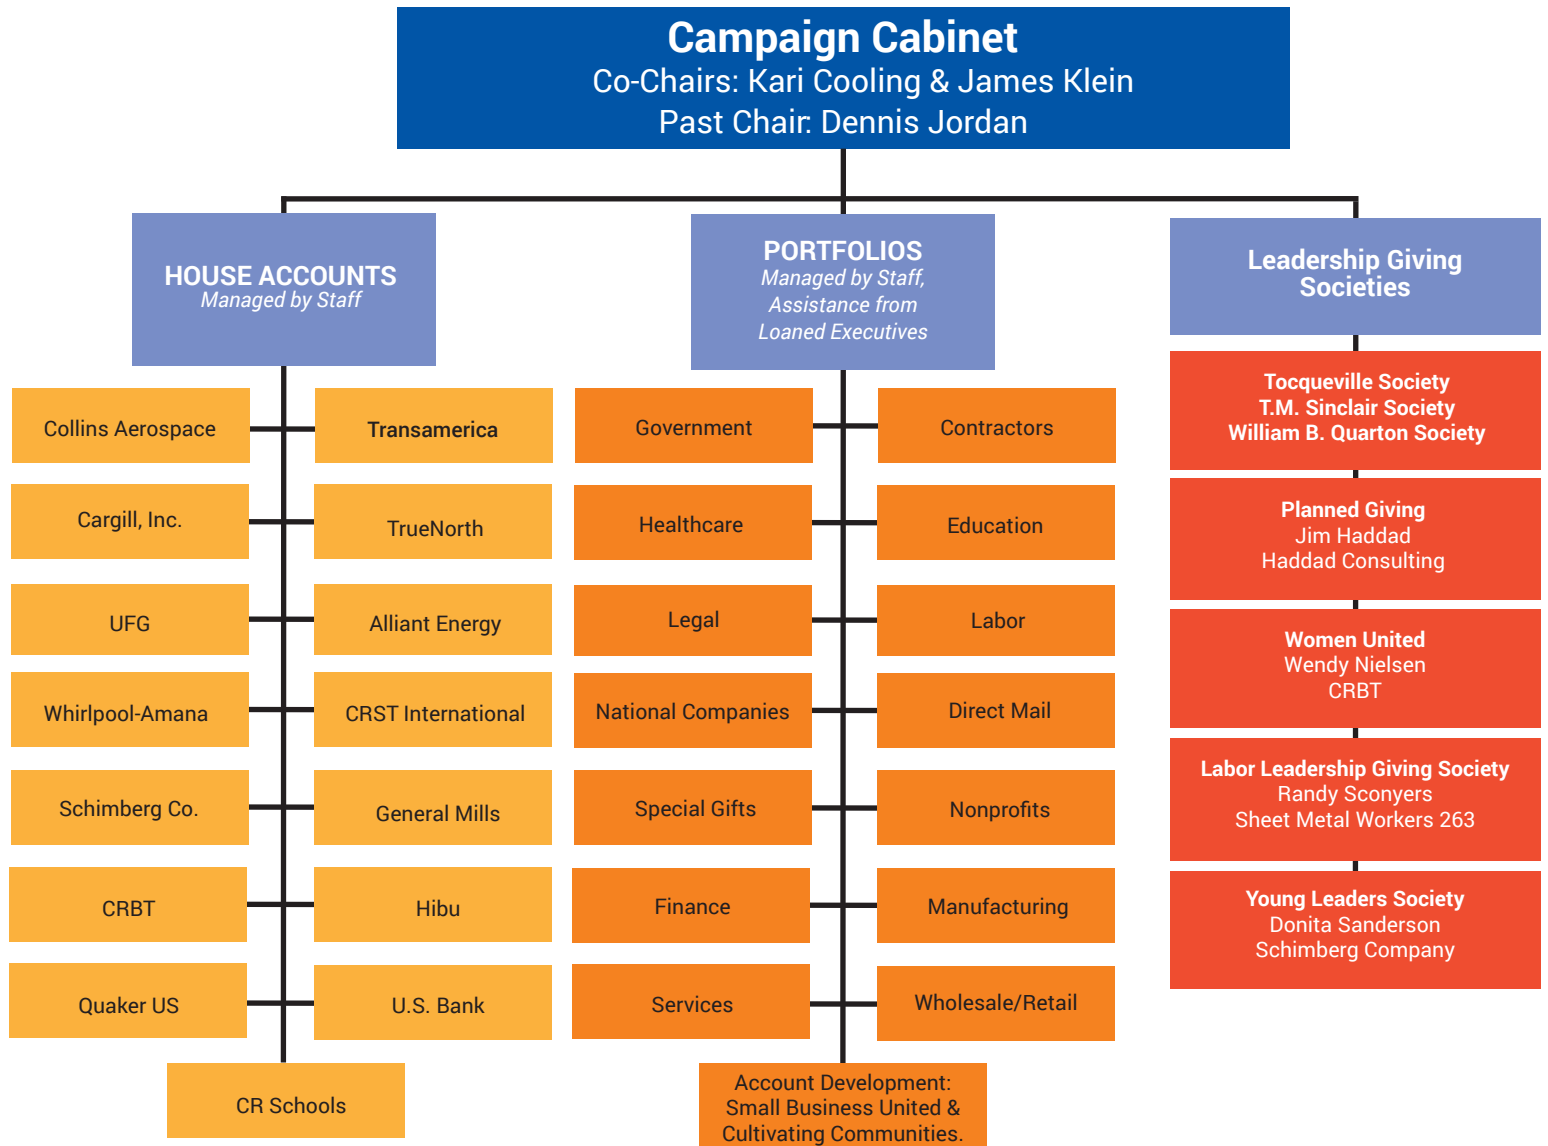 Campaign Cabinet
Co-Chairs: Kari Cooling & James Klein
Past Chair: Dennis Jordan
HOUSE ACCOUNTS
Managed by Staff
Collins Aerospace
Transamerica
Cargill, Inc.
TrueNorth
UFG
Alliant Energy
Whirlpool-Amana
CRST International
Schimberg Co.
General Mills
CRBT
Hibu
Quaker US
U.S. Bank
CR Schools
PORTFOLIOS
Managed by Staff,
Assistance from
Loaned Executives
Government
Contractors
Healthcare
Education
Legal
Labor
National Companies
Direct Mail
Special Gifts
Nonprofits
Finance
Manufacturing
Services
Wholesale/Retail
Account Development:
Small Business United &
Cultivating Communities.
Leadership Giving
Societies
Tocqueville Society
T.M. Sinclair Society
William B. Quarton Society
Planned Giving
Jim Haddad
Haddad Consulting
Women United
Wendy Nielsen
CRBT
Labor Leadership Giving Society
Randy Sconyers
Sheet Metal Workers 263
Young Leaders Society
Donita Sanderson
Schimberg Company